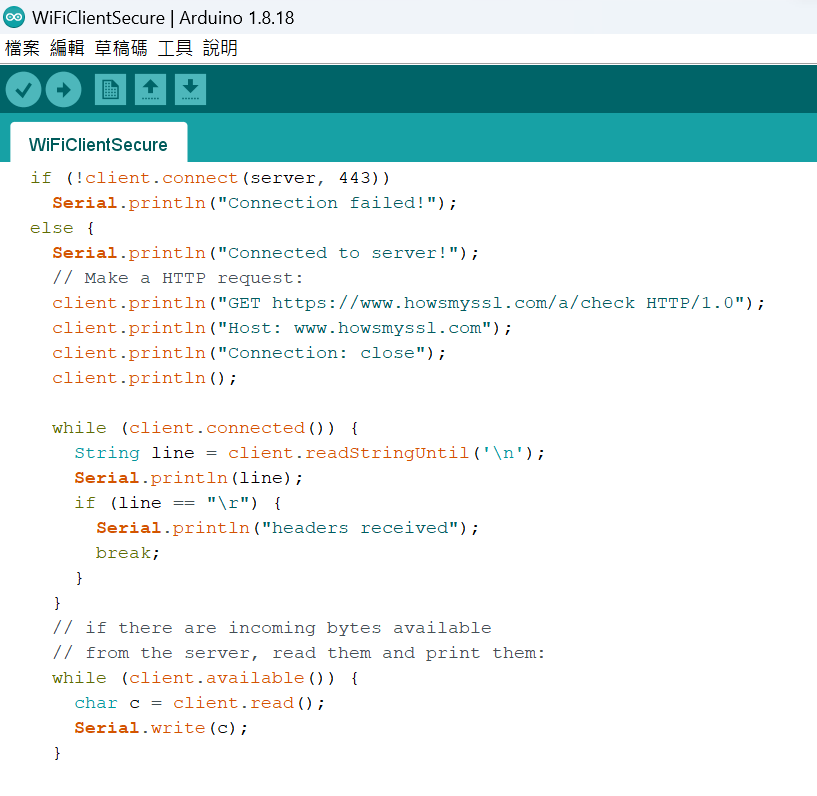 WiFiClientSecure | Arduino 1.8.18
檔案 編輯 草稿碼 工具 說明
WiFiClientSecure
if (!client.connect(server, 443))
  Serial.println("Connection failed!");
else {
  Serial.println("Connected to server!");
  // Make a HTTP request:
  client.println("GET https://www.howsmyssl.com/a/check HTTP/1.0");
  client.println("Host: www.howsmyssl.com");
  client.println("Connection: close");
  client.println();
  while (client.connected()) {
    String line = client.readStringUntil('\n');
    Serial.println(line);
    if (line == "\r") {
      Serial.println("headers received");
      break;
    }
  }
  // if there are incoming bytes available
  // from the server, read them and print them:
  while (client.available()) {
    char c = client.read();
    Serial.write(c);
  }